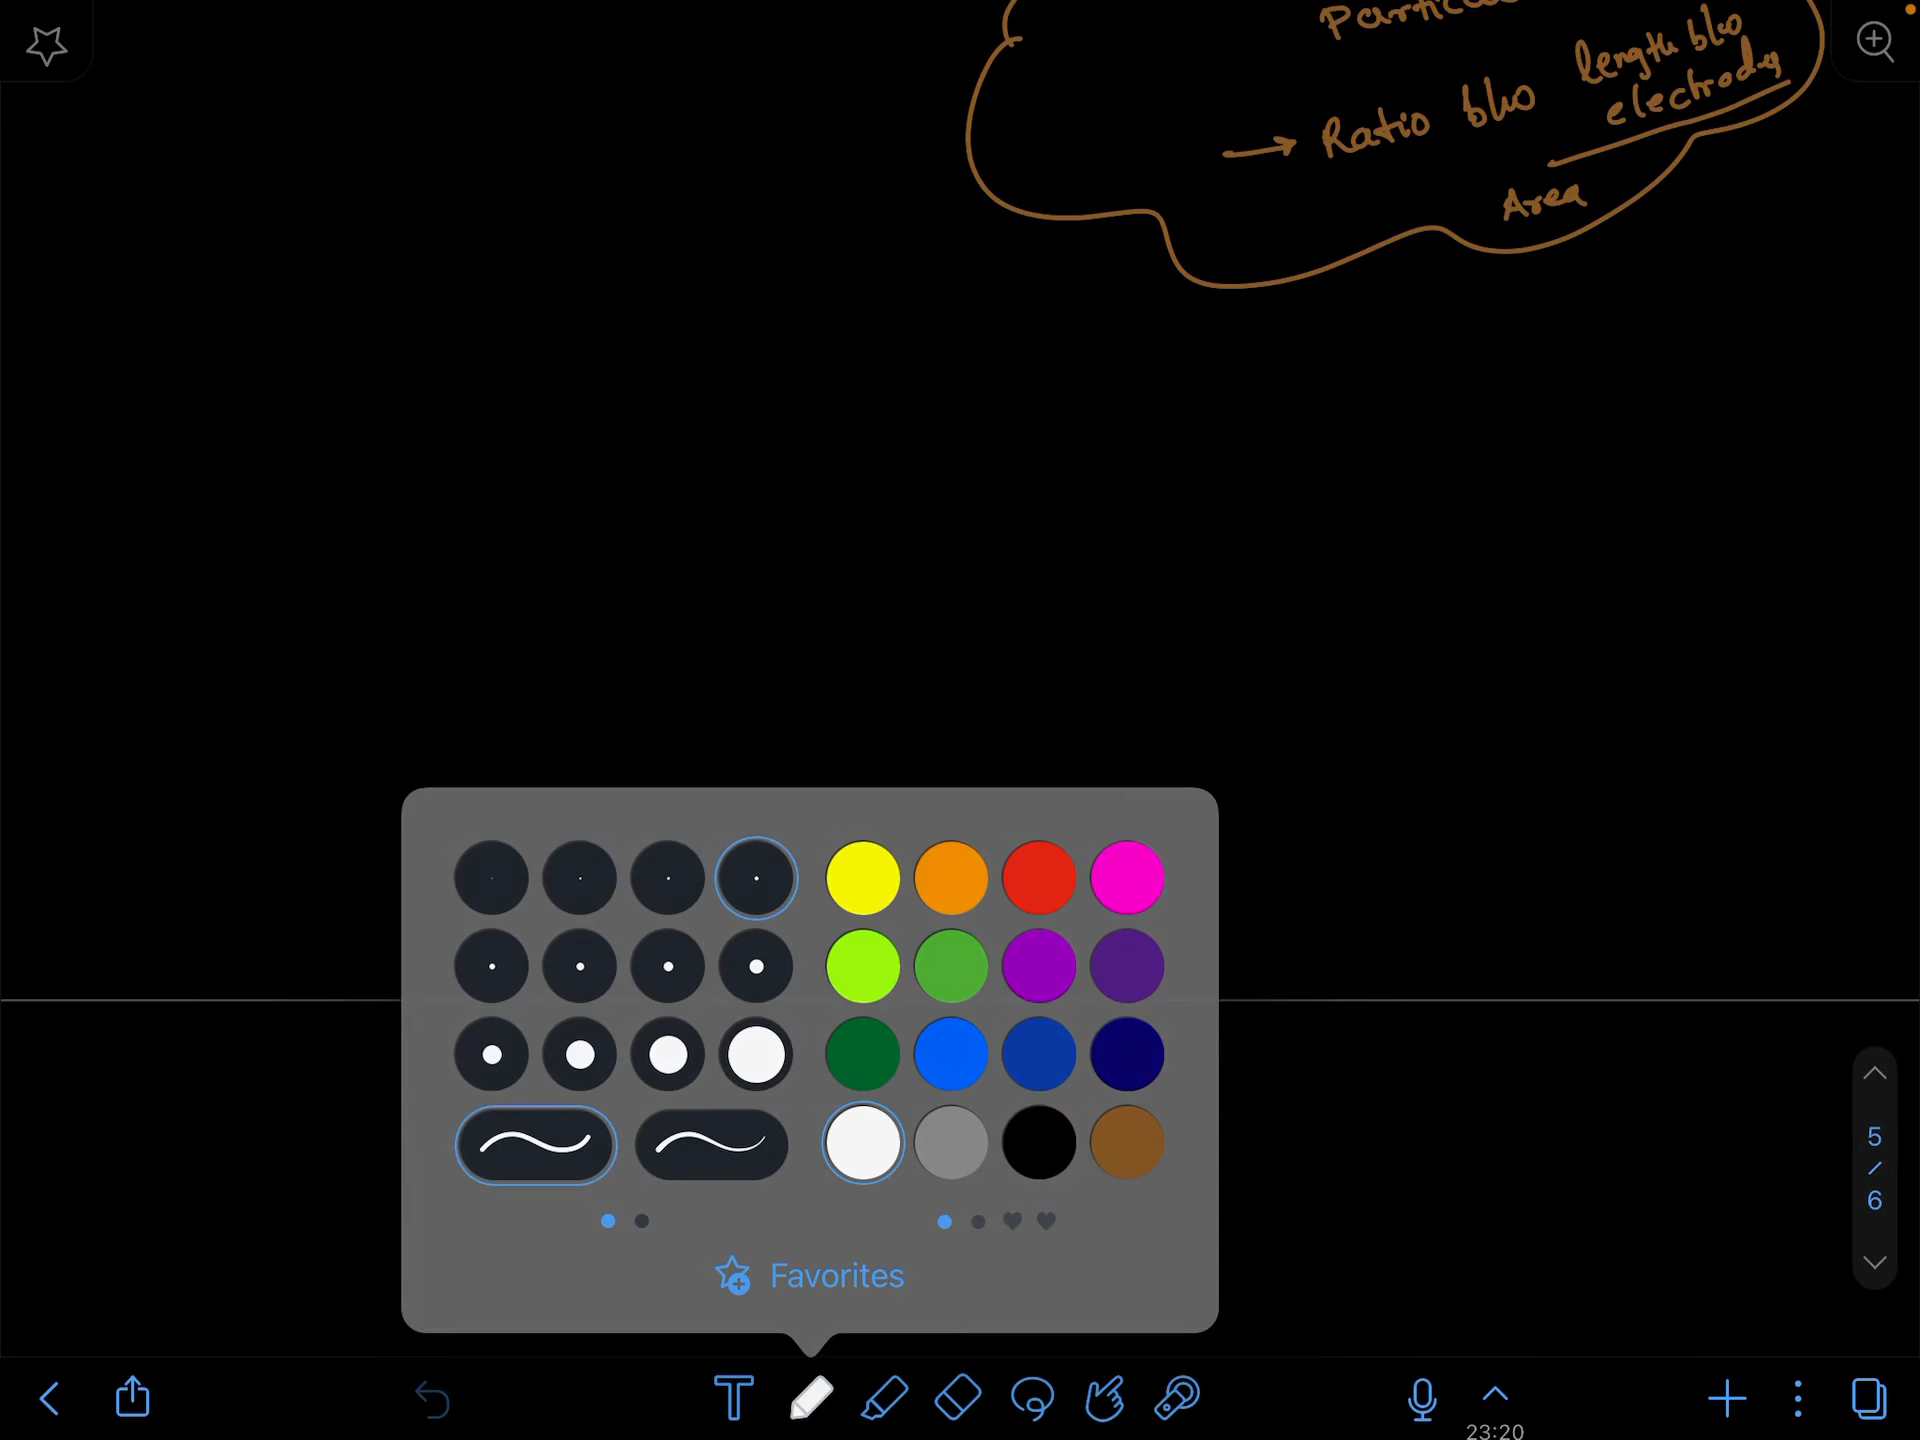 length b/w
electrodes
→ Ratio b/w
Area
Favorites
5
/
6
23:20